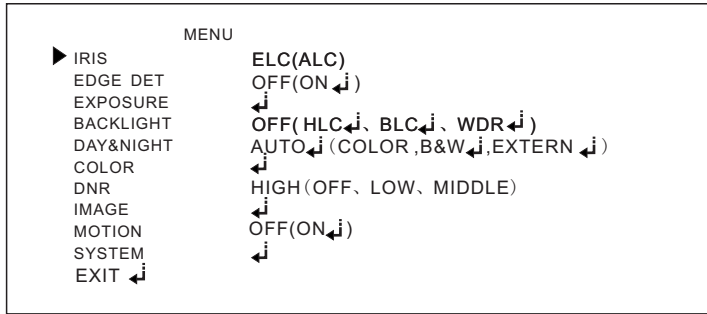 MENU
IRIS ELC(ALC)
EDGE DET OFF(ON↵)
EXPOSURE ↵
BACKLIGHT OFF( HLC↵、BLC↵、WDR↵)
DAY&NIGHT AUTO↵(COLOR ,B&W↵,EXTERN ↵)
COLOR ↵
DNR HIGH(OFF、LOW、MIDDLE)
IMAGE ↵
MOTION OFF(ON↵)
SYSTEM ↵
EXIT ↵